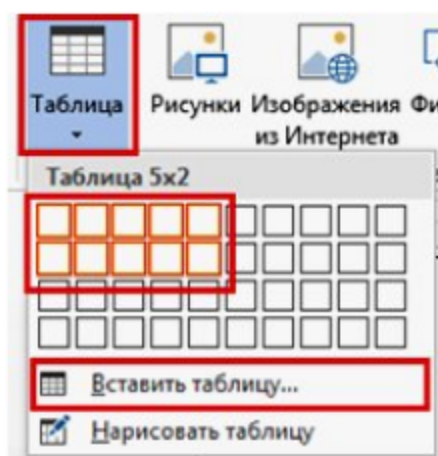 Таблица Рисунки Изображения
из Интернета
Таблица 5x2
Вставить таблицу...
Нарисовать таблицу